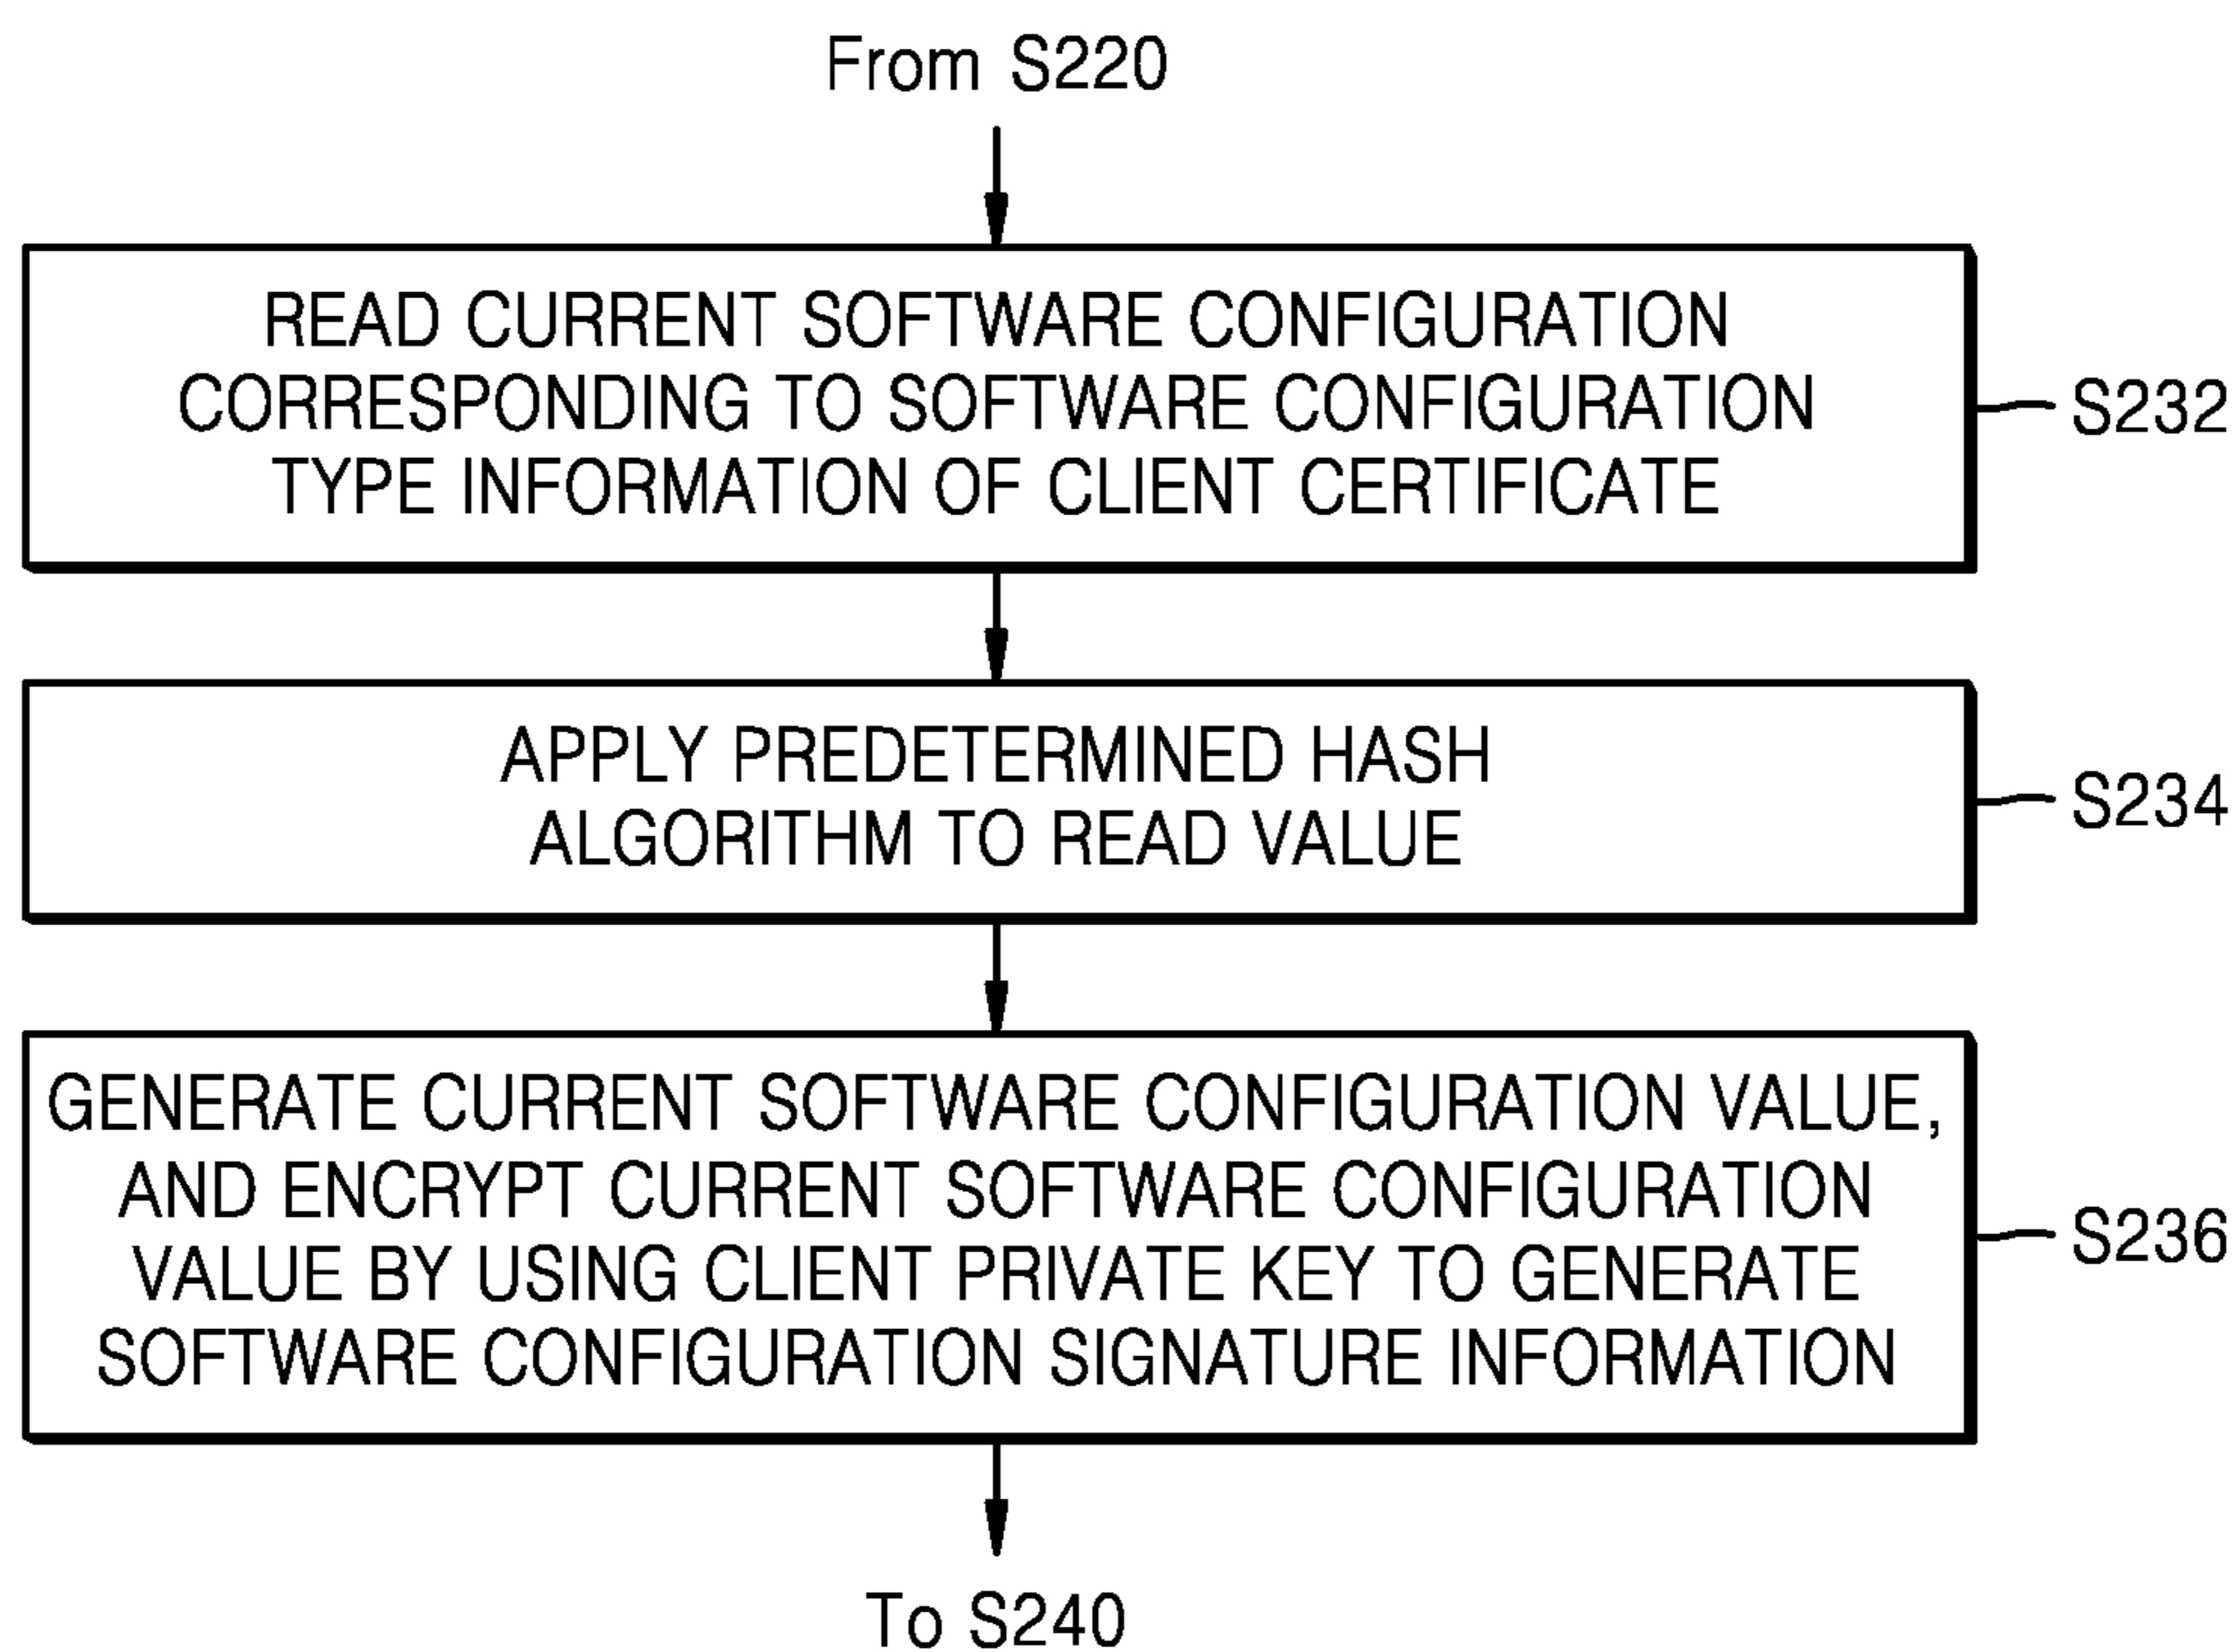 From S220
READ CURRENT SOFTWARE CONFIGURATION
CORRESPONDING TO SOFTWARE CONFIGURATION
TYPE INFORMATION OF CLIENT CERTIFICATE
S232
APPLY PREDETERMINED HASH
ALGORITHM TO READ VALUE
S234
GENERATE CURRENT SOFTWARE CONFIGURATION VALUE,
AND ENCRYPT CURRENT SOFTWARE CONFIGURATION
VALUE BY USING CLIENT PRIVATE KEY TO GENERATE
SOFTWARE CONFIGURATION SIGNATURE INFORMATION
S236
To S240